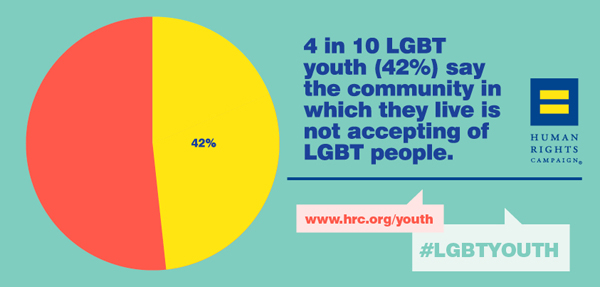 42%
4 in 10 LGBT
youth (42%) say
the community in
which they live is
not accepting of
LGBT people.
HUMAN
RIGHTS
CAMPAIGN®
www.hrc.org/youth
#LGBTYOUTH